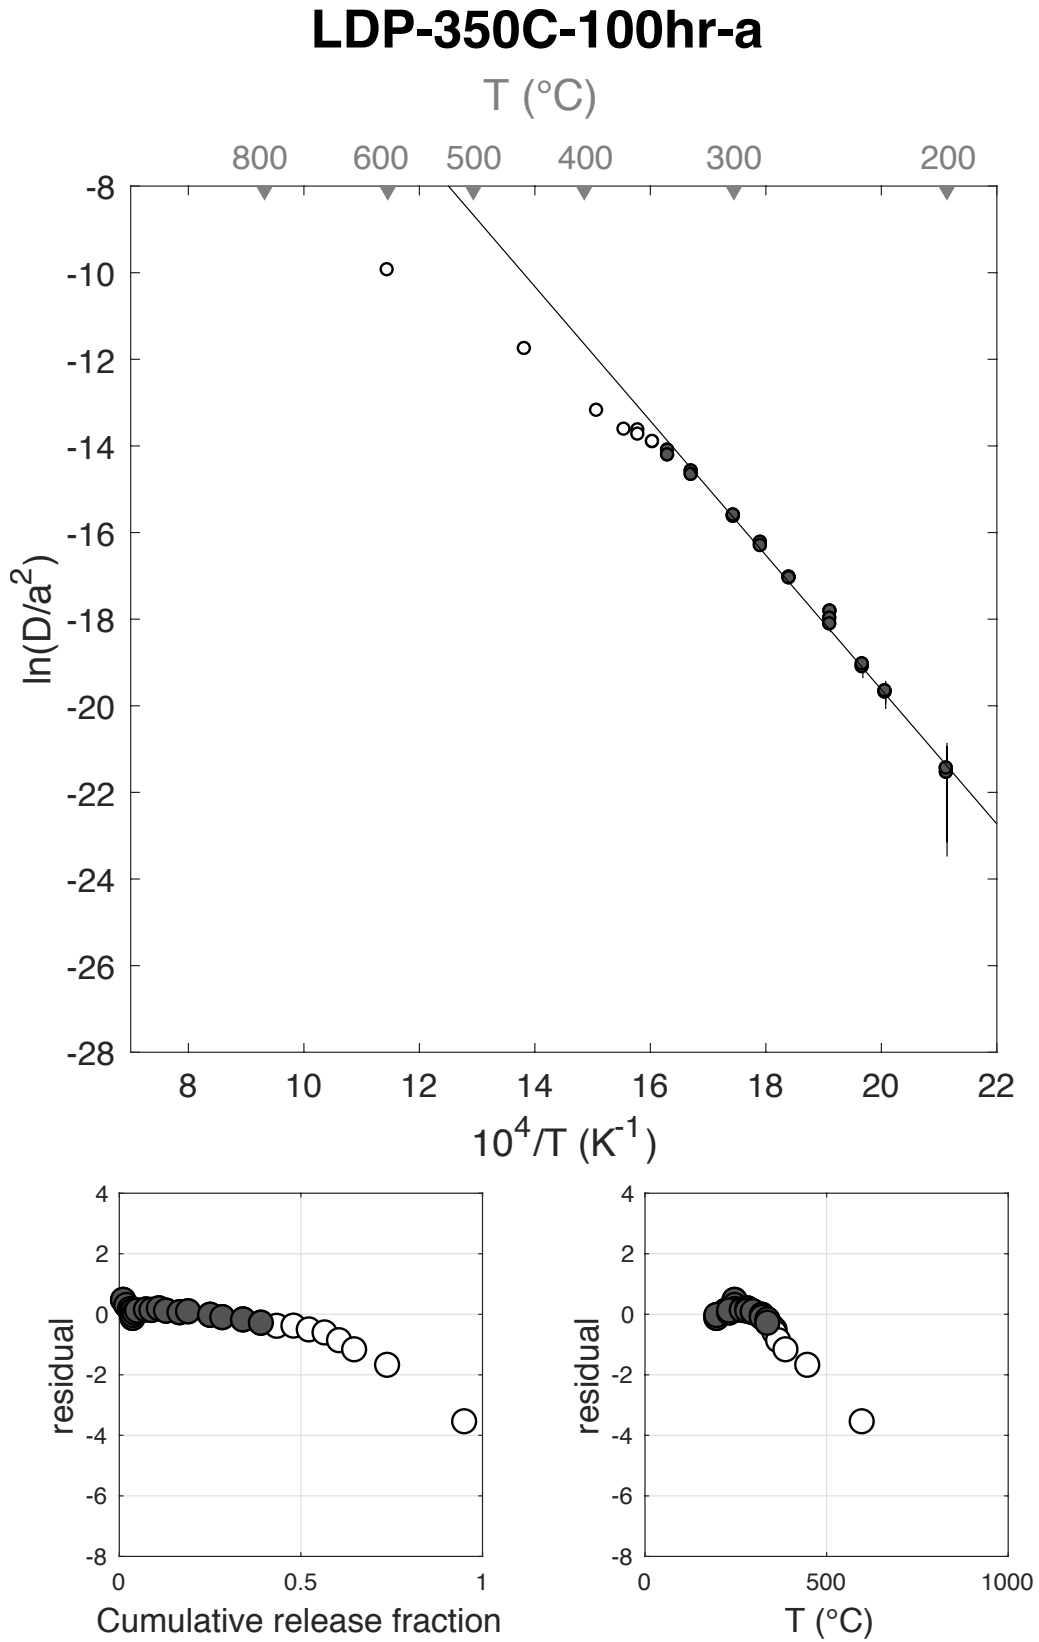 LDP-350C-100hr-a
T (°C)
800 600 500 400 300 200
-8
-10
-12
-14
-16
-18
-20
-22
-24
-26
-28
ln(D/a²)
8 10 12 14 16 18 20 22
10⁴/T (K⁻¹)
4
2
0
-2
-4
-6
-8
residual
0 0.5 1
Cumulative release fraction
4
2
0
-2
-4
-6
-8
residual
0 500 1000
T (°C)